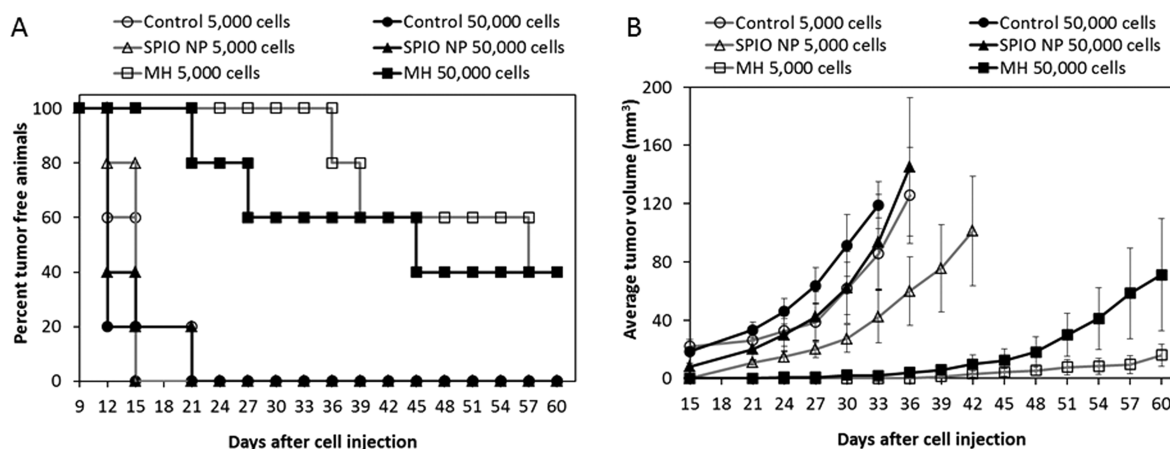 A
Control 5,000 cells
Control 50,000 cells
SPIO NP 5,000 cells
SPIO NP 50,000 cells
MH 5,000 cells
MH 50,000 cells
Percent tumor free animals
100
80
60
40
20
0
9 12 15 18 21 24 27 30 33 36 39 42 45 48 51 54 57 60
Days after cell injection
B
Control 5,000 cells
Control 50,000 cells
SPIO NP 5,000 cells
SPIO NP 50,000 cells
MH 5,000 cells
MH 50,000 cells
Average tumor volume (mm³)
200
160
120
80
40
0
15 18 21 24 27 30 33 36 39 42 45 48 51 54 57 60
Days after cell injection